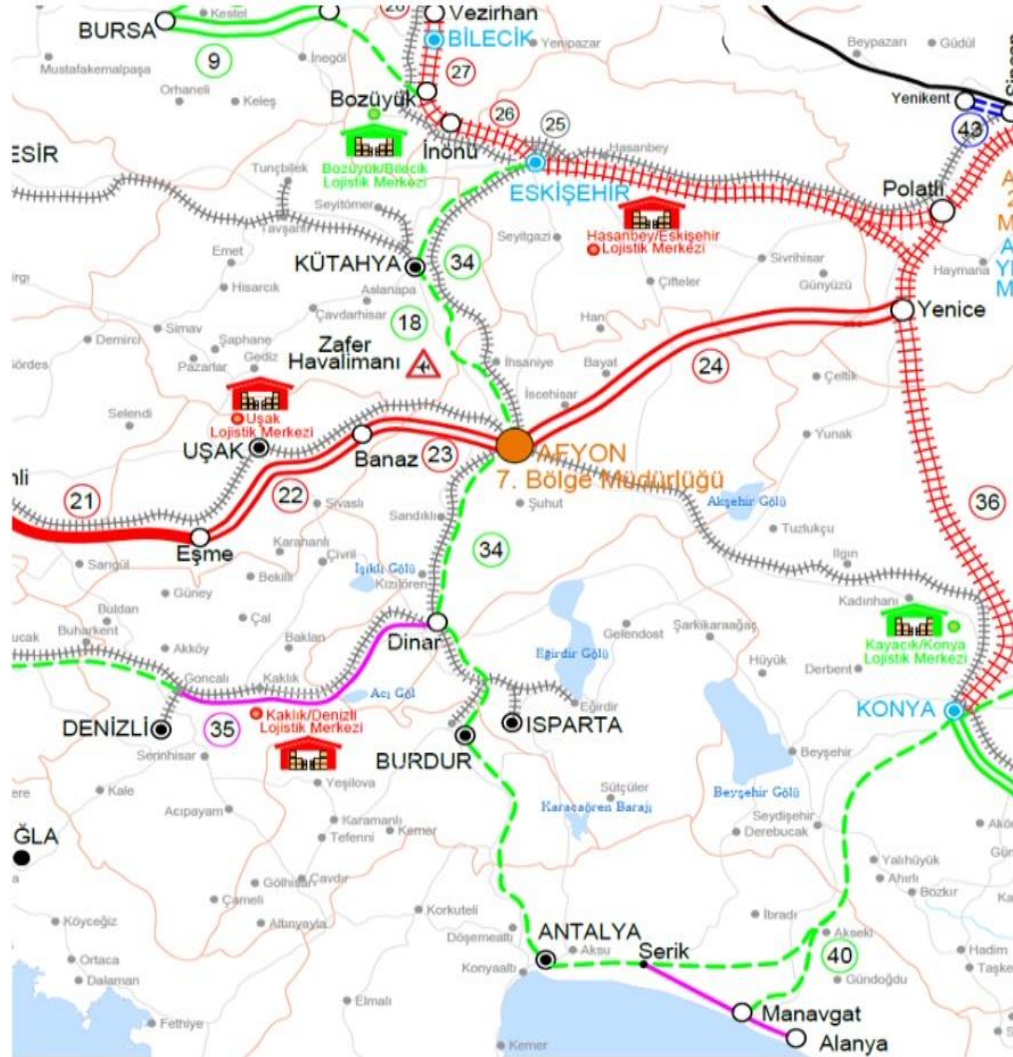 Kestel
BURSA
9
Mustafakemalpaşa
İnegöl
Orhaneli
Keleş
28
Vezirhan
BİLECİK
Yenipazar
27
Bozüyük
26
25
Hasanbey
İnönü
Bozüyük/Bilecik
Lojistik Merkezi
ESKİŞEHİR
Beypazarı
Güdül
Sincan
Yenikent
43
Polatlı
ESİR
Tunçbilek
Seyitömer
Tavşanlı
Emet
Hisarcık
KÜTAHYA
34
Seyitgazi
Hasanbey/Eskişehir
Lojistik Merkezi
Sivrihisar
Günyüzü
Çifteler
Haymana
Yenice
Aslanapa
Çavdarhisar
18
Simav
Demirci
Şaphane
Gediz
Pazarlar
Zafer
Havalimanı
İhsaniye
Han
Bayat
24
İscehisar
Çeltik
Yunak
Selendi
Uşak
Lojistik Merkezi
UŞAK
Banaz
23
AFYON
7. Bölge Müdürlüğü
21
22
Sivaslı
Sandıklı
Şuhut
Akşehir Gölü
Tuzlukçu
36
Eşme
Karahanlı
Çivril
Sarıgül
Bekilli
Işıklı Gölü
Kızılören
34
Ilgın
Kadınhanı
Güney
Buldan
Buharkent
Çal
Baklan
Akköy
Dinar
Gelendost
Şarkikaraağaç
Kayacık/Konya
Lojistik Merkezi
Eğirdir Gölü
Hüyük
Derbent
Goncalı
Kaklık
Acı Göl
Eğirdir
DENİZLİ
35
Kaklık/Denizli
Lojistik Merkezi
ISPARTA
KONYA
BURDUR
Serinhisar
Beyşehir
Kale
Yeşilova
Acıpayam
Sütçüler
Karacaören Barajı
Beyşehir Gölü
Karamanlı
Tefenni
Kemer
Seydişehir
Derebucak
ĞLA
Gölhisar
Çavdır
Çameli
Altınyayla
Yalıhüyük
Ahırlı
Bozkır
Köyceğiz
Korkuteli
Döşemealtı
ANTALYA
Aksu
Serik
İbradı
Akseki
40
Hadim
Konyaaltı
Gündoğdu
Ortaca
Dalaman
Elmalı
Manavgat
Fethiye
Kemer
Alanya